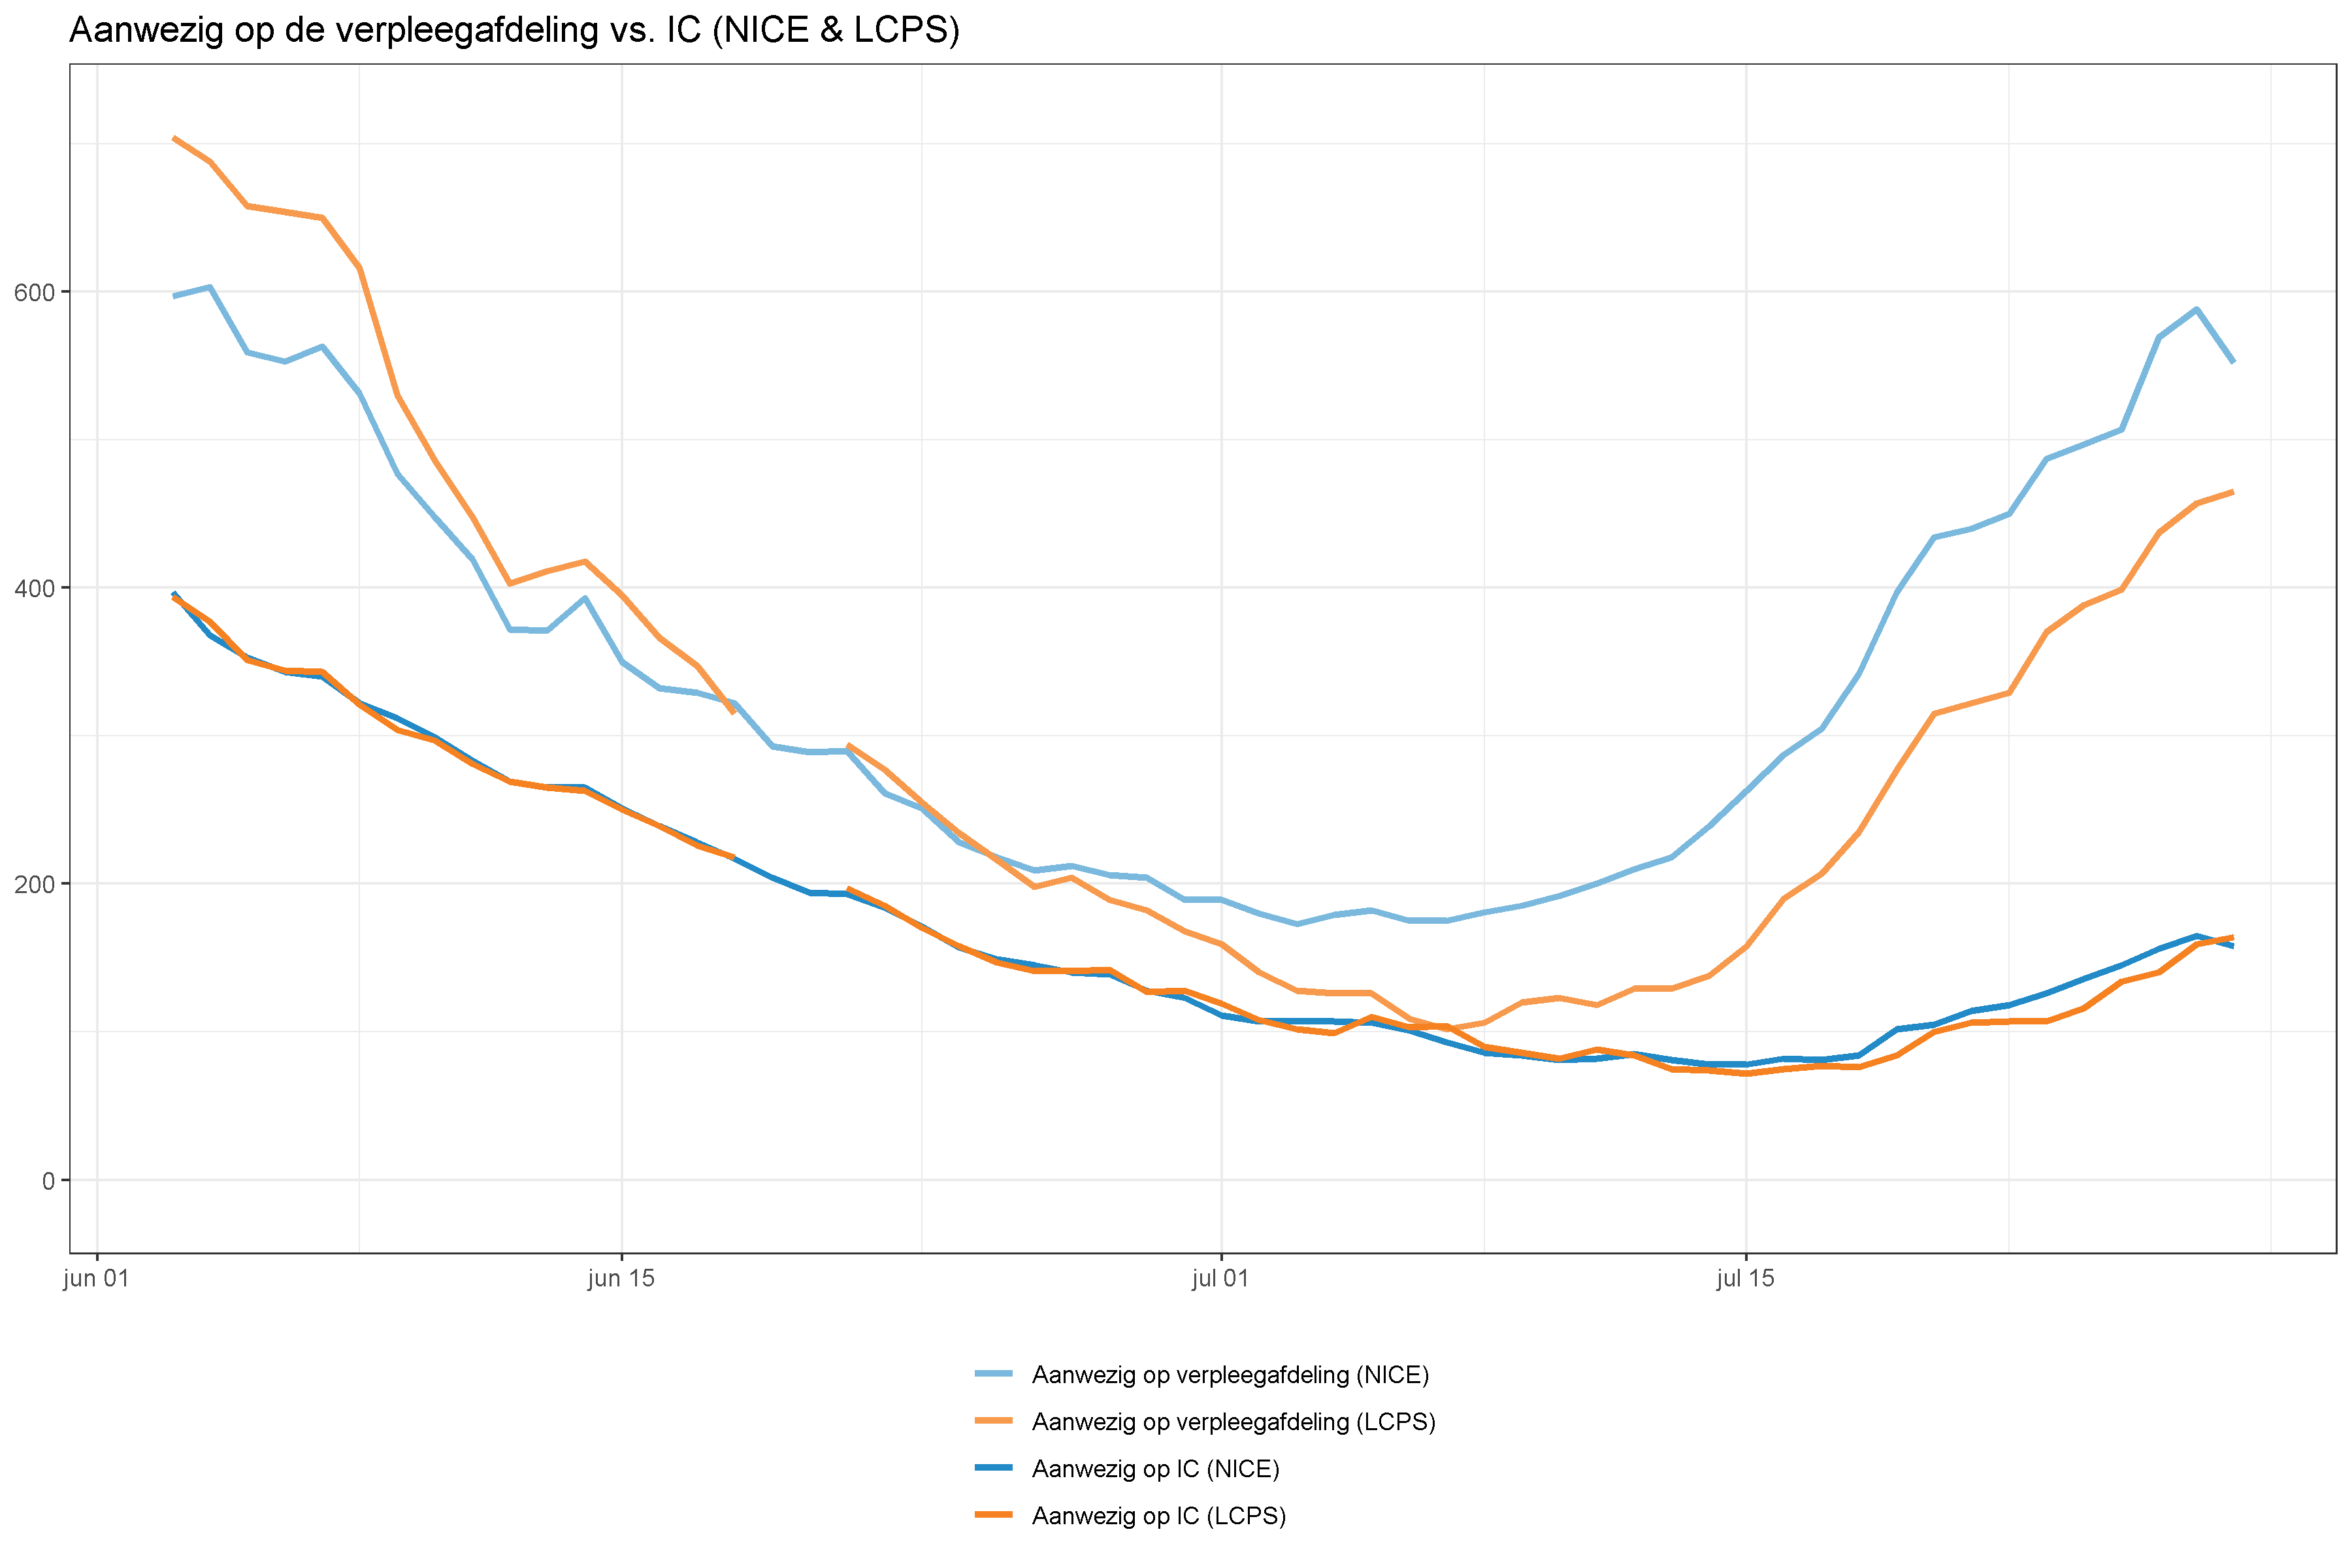 Aanwezig op de verpleegafdeling vs. IC (NICE & LCPS)
600
400
200
0
jun 01
jun 15
jul 01
jul 15
Aanwezig op verpleegafdeling (NICE)
Aanwezig op verpleegafdeling (LCPS)
Aanwezig op IC (NICE)
Aanwezig op IC (LCPS)